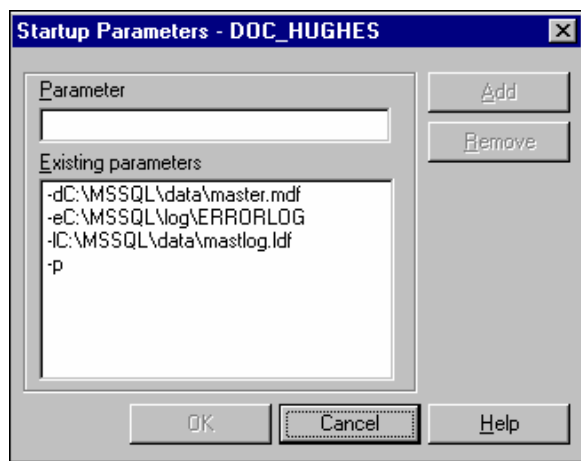 Startup Parameters - DOC_HUGHES
Parameter
Add
Remove
Existing parameters
-dC:\MSSQL\data\master.mdf
-eC:\MSSQL\log\ERRORLOG
-lC:\MSSQL\data\mastlog.ldf
-p
OK
Cancel
Help